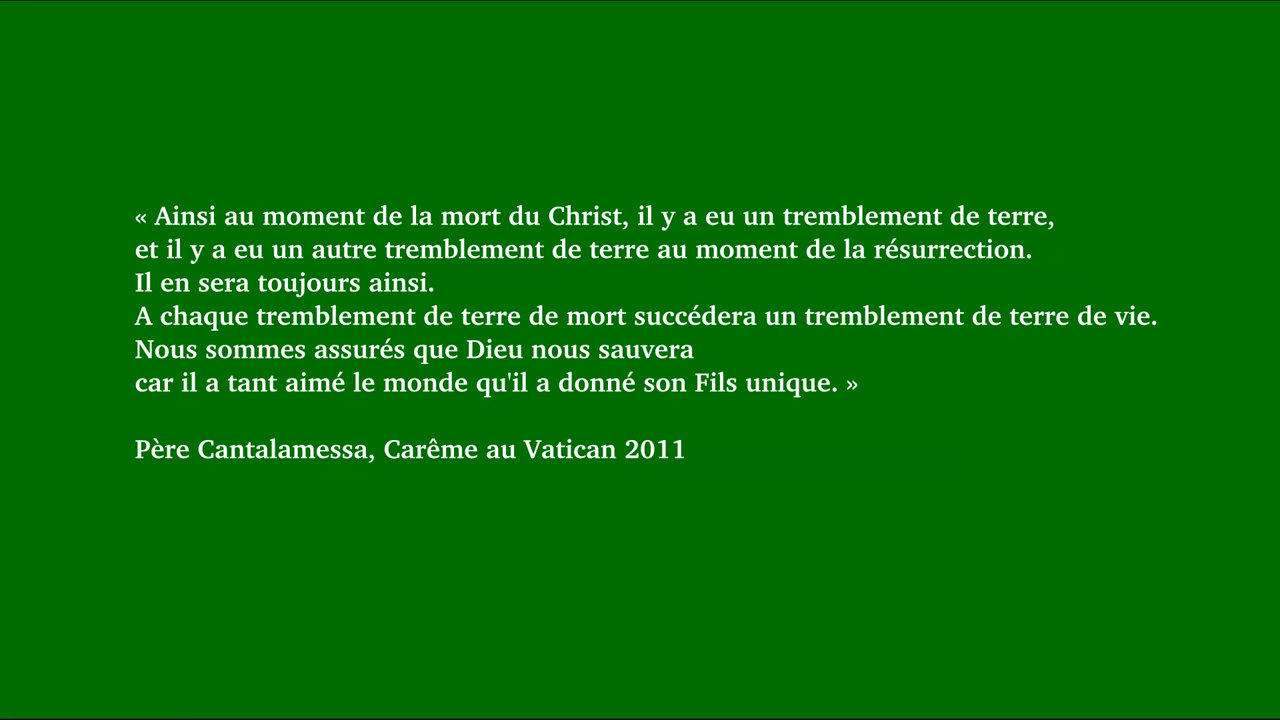 « Ainsi au moment de la mort du Christ, il y a eu un tremblement de terre,
et il y a eu un autre tremblement de terre au moment de la résurrection.
Il en sera toujours ainsi.
A chaque tremblement de terre de mort succédera un tremblement de terre de vie.
Nous sommes assurés que Dieu nous sauvera
car il a tant aimé le monde qu'il a donné son Fils unique. »
Père Cantalamessa, Carême au Vatican 2011